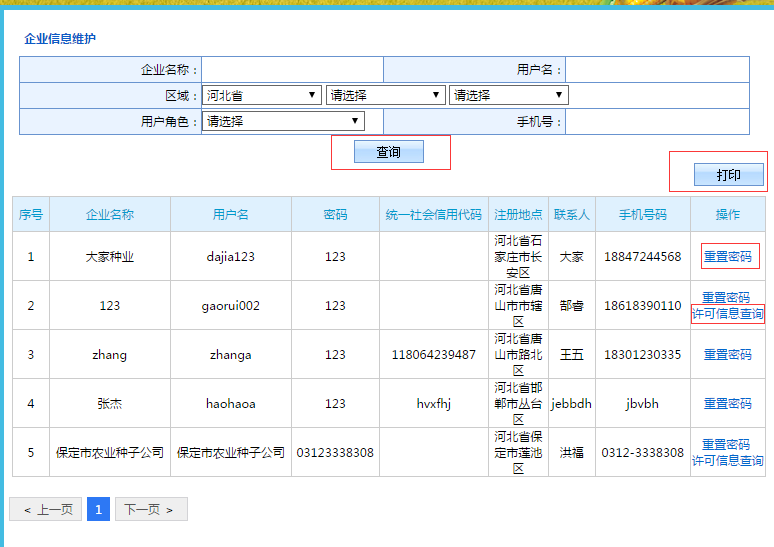 企业信息维护
企业名称： 用户名：
区域： 河北省 请选择 请选择
用户角色： 请选择 手机号：
查询
打印
序号 企业名称 用户名 密码 统一社会信用代码 注册地点 联系人 手机号码 操作
1 大家种业 dajia123 123 河北省石家庄市长安区 大家 18847244568 重置密码
2 123 gaorui002 123 河北省唐山市市辖区 郜睿 18618390110 重置密码 许可信息查询
3 zhang zhanga 123 118064239487 河北省唐山市路北区 王五 18301230335 重置密码
4 张杰 haohaoa 123 hvxfhj 河北省邯郸市丛台区 jebbdh jbvbh 重置密码
5 保定市农业种子公司 保定市农业种子公司 03123338308 河北省保定市莲池区 洪福 0312-3338308 重置密码 许可信息查询
< 上一页 1 下一页 >